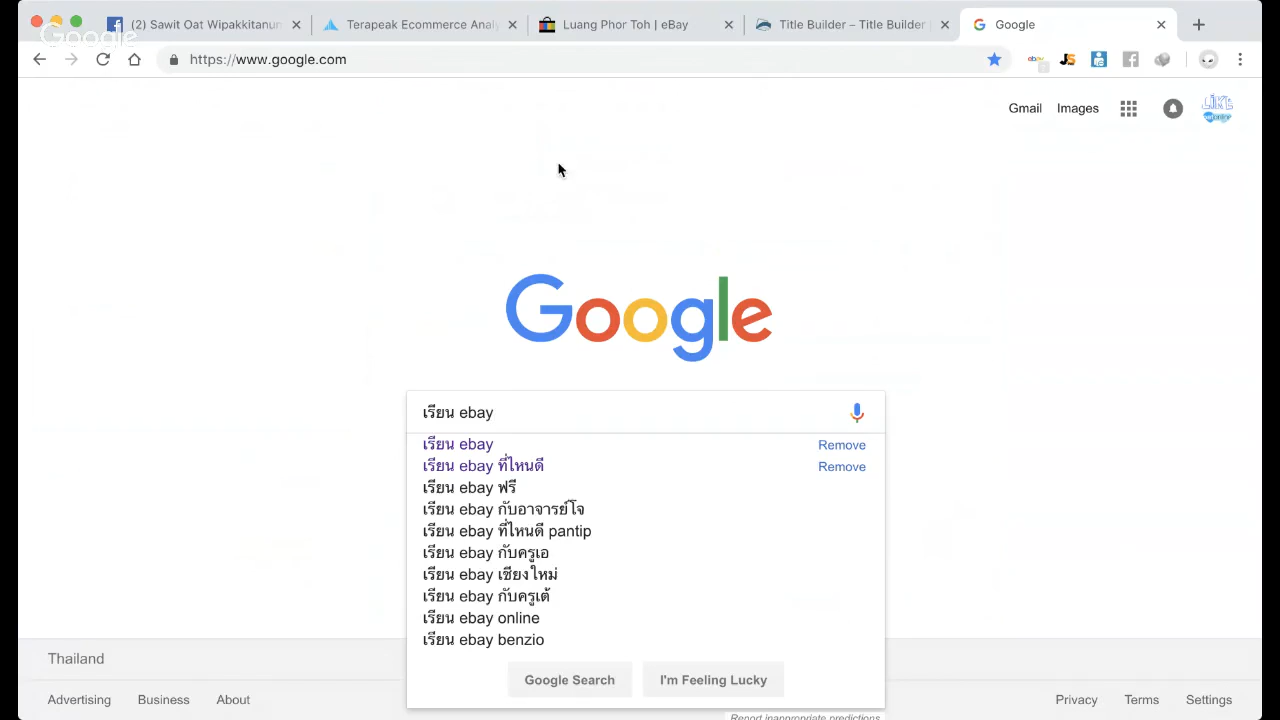 (2) Sawit Oat Wipakkitanun
Terapeak Ecommerce Analy
Luang Phor Toh | eBay
Title Builder – Title Builder |
Google
Google
https://www.google.com
ebay
JS
Gmail
Images
LIKE
Google
เรียน ebay
เรียน ebay
Remove
เรียน ebay ที่ไหนดี
Remove
เรียน ebay ฟรี
เรียน ebay กับอาจารย์โจ
เรียน ebay ที่ไหนดี pantip
เรียน ebay กับครูเอ
เรียน ebay เชียงใหม่
เรียน ebay กับครูเต้
เรียน ebay online
เรียน ebay benzio
Google Search
I'm Feeling Lucky
Report inappropriate predictions
Thailand
Advertising
Business
About
Privacy
Terms
Settings